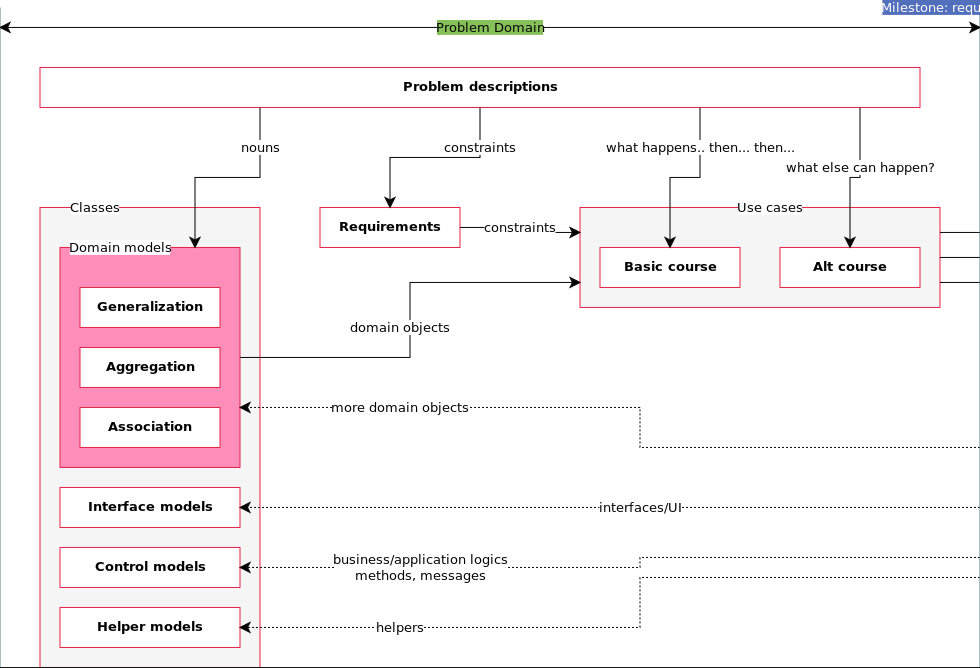 Milestone: requ
Problem Domain
Problem descriptions
nouns
constraints
what happens.. then... then...
what else can happen?
Classes
Use cases
Requirements
constraints
Domain models
Basic course
Alt course
Generalization
domain objects
Aggregation
more domain objects
Association
Interface models
interfaces/UI
business/application logics
methods, messages
Control models
Helper models
helpers